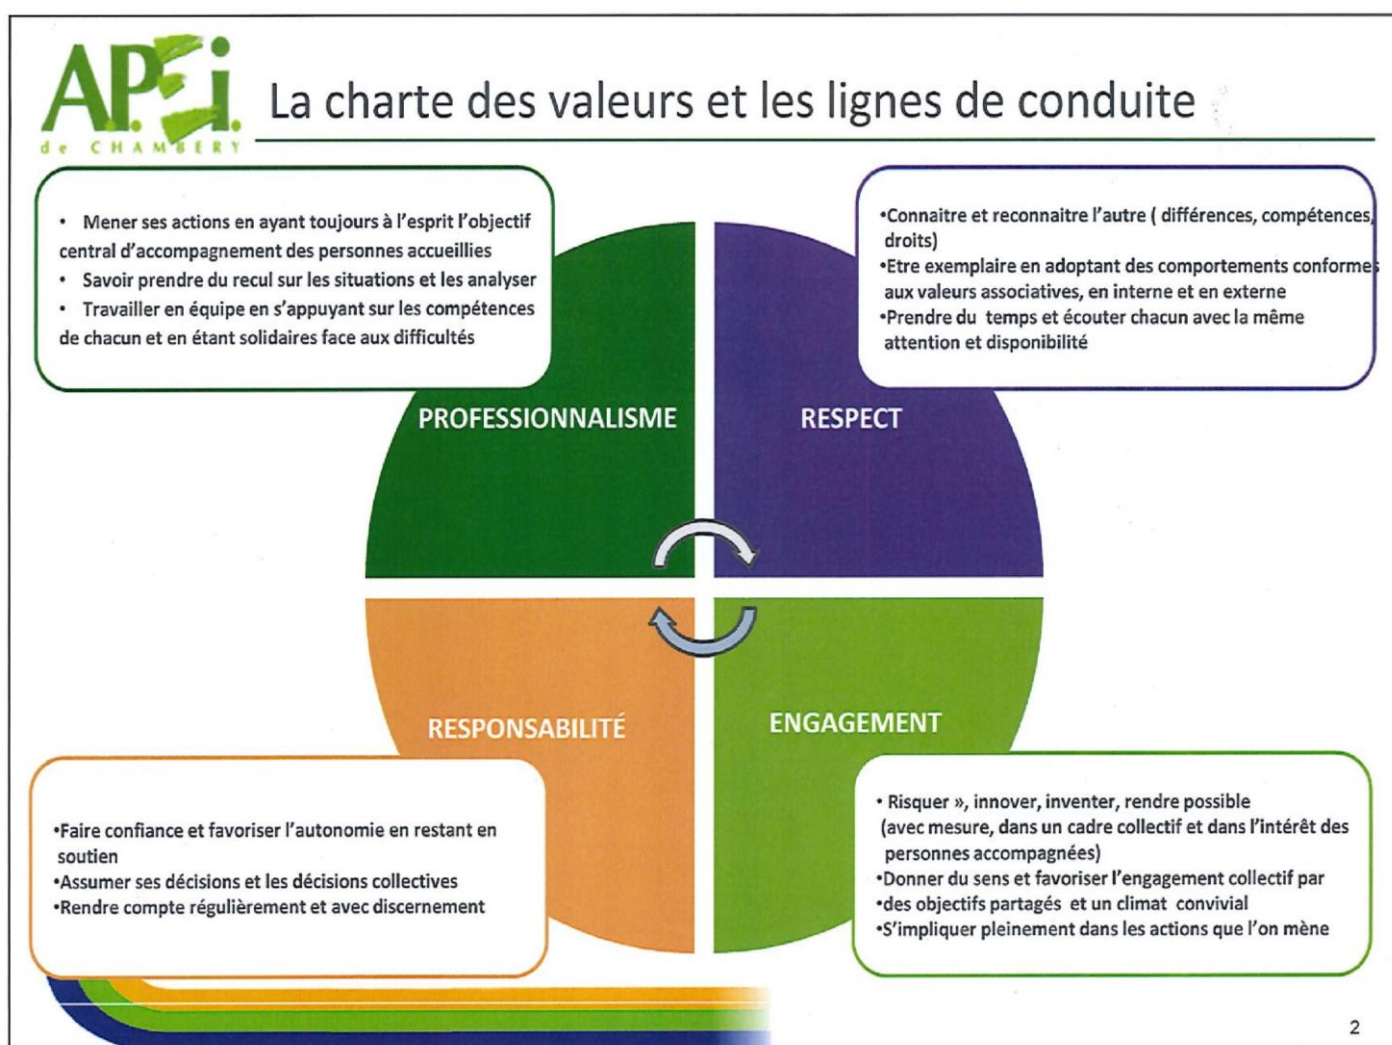 A.P.E.i.
de CHAMBERY
La charte des valeurs et les lignes de conduite
• Mener ses actions en ayant toujours à l'esprit l'objectif
central d'accompagnement des personnes accueillies
• Savoir prendre du recul sur les situations et les analyser
• Travailler en équipe en s'appuyant sur les compétences
de chacun et en étant solidaires face aux difficultés
•Connaitre et reconnaitre l'autre ( différences, compétences,
droits)
•Etre exemplaire en adoptant des comportements conformes
aux valeurs associatives, en interne et en externe
•Prendre du temps et écouter chacun avec la même
attention et disponibilité
PROFESSIONNALISME
RESPECT
RESPONSABILITÉ
ENGAGEMENT
•Faire confiance et favoriser l'autonomie en restant en
soutien
•Assumer ses décisions et les décisions collectives
•Rendre compte régulièrement et avec discernement
• Risquer », innover, inventer, rendre possible
(avec mesure, dans un cadre collectif et dans l'intérêt des
personnes accompagnées)
•Donner du sens et favoriser l'engagement collectif par
•des objectifs partagés et un climat convivial
•S'impliquer pleinement dans les actions que l'on mène
2